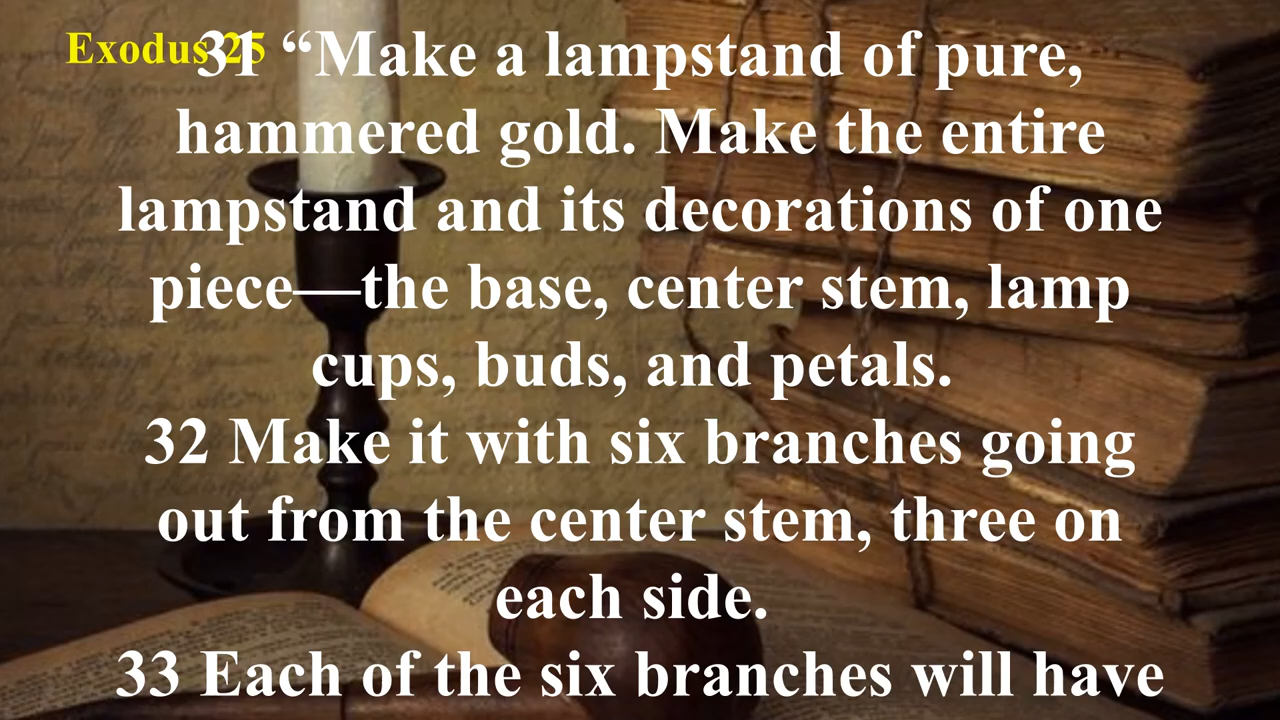 Exodus 25
31 “Make a lampstand of pure,
hammered gold. Make the entire
lampstand and its decorations of one
piece—the base, center stem, lamp
cups, buds, and petals.
32 Make it with six branches going
out from the center stem, three on
each side.
33 Each of the six branches will have